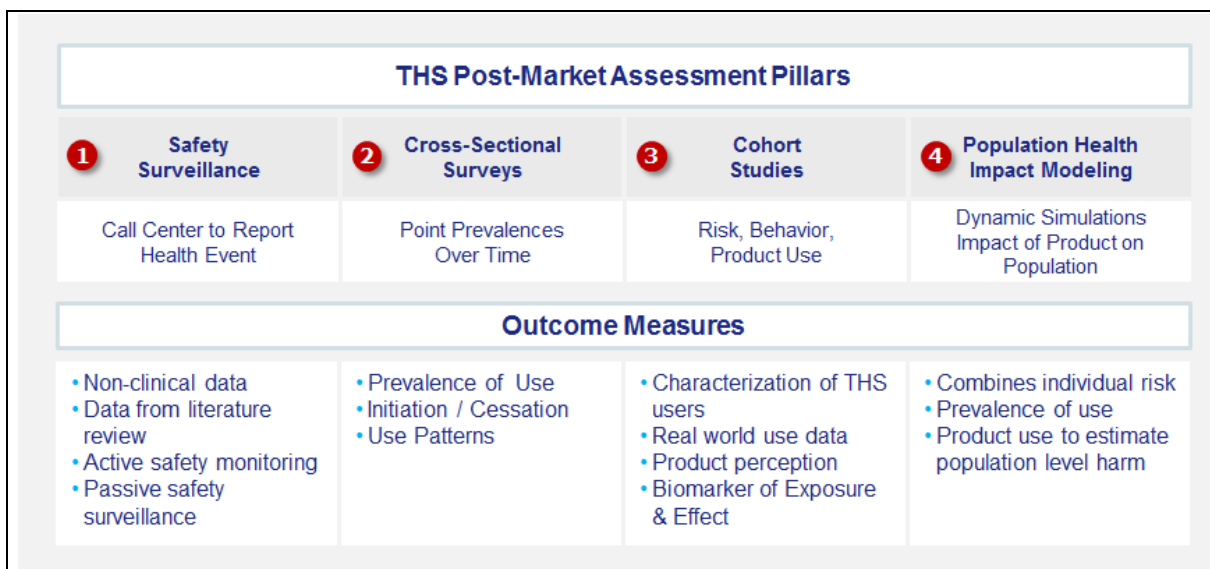 THS Post-Market Assessment Pillars
1
Safety
Surveillance
2
Cross-Sectional
Surveys
3
Cohort
Studies
4
Population Health
Impact Modeling
Call Center to Report
Health Event
Point Prevalences
Over Time
Risk, Behavior,
Product Use
Dynamic Simulations
Impact of Product on
Population
Outcome Measures
• Non-clinical data
• Data from literature
review
• Active safety monitoring
• Passive safety
surveillance
• Prevalence of Use
• Initiation / Cessation
• Use Patterns
• Characterization of THS
users
• Real world use data
• Product perception
• Biomarker of Exposure
& Effect
• Combines individual risk
• Prevalence of use
• Product use to estimate
population level harm